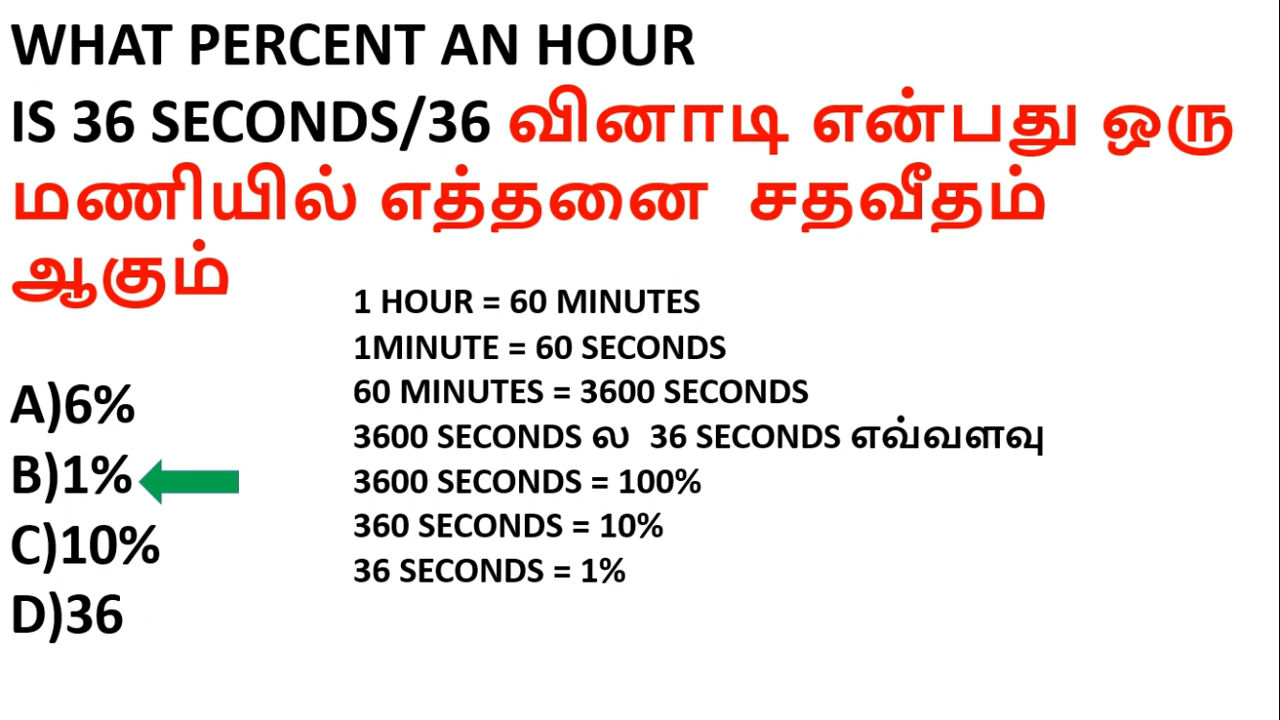 WHAT PERCENT AN HOUR
IS 36 SECONDS/36 வினாடி என்பது ஒரு
மணியில் எத்தனை சதவீதம்
ஆகும்
1 HOUR = 60 MINUTES
1MINUTE = 60 SECONDS
60 MINUTES = 3600 SECONDS
3600 SECONDS ல 36 SECONDS எவ்வளவு
3600 SECONDS = 100%
360 SECONDS = 10%
36 SECONDS = 1%
A)6%
B)1%
C)10%
D)36